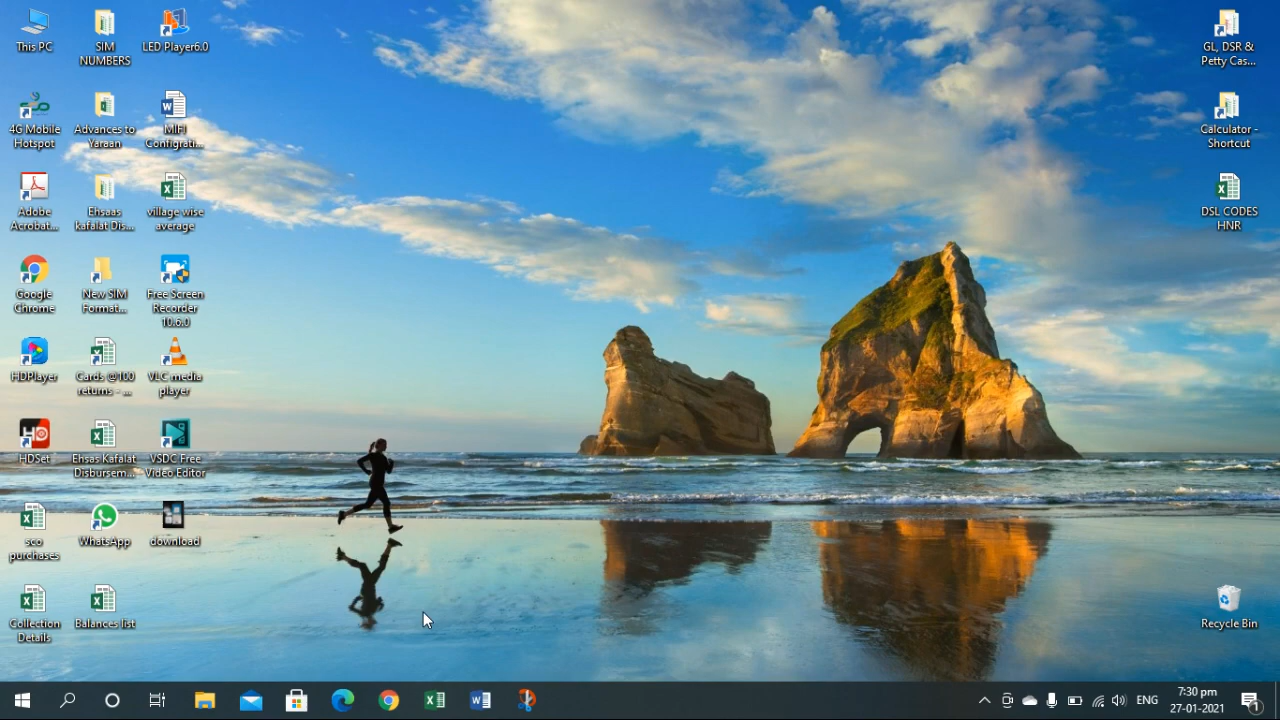 This PC
SIM
NUMBERS
LED Player6.0
4G Mobile
Hotspot
Advances to
Yaraan
MIFI
Configrati...
Adobe
Acrobat...
Ehsaas
kafalat Dis...
village wise
average
Google
Chrome
New SIM
Format...
Free Screen
Recorder
10.6.0
HDPlayer
Cards @100
returns - ...
VLC media
player
HDSet
Ehsas Kafalat
Disbursem...
VSDC Free
Video Editor
sco
purchases
WhatsApp
download
Collection
Details
Balances list
GL, DSR &
Petty Cas...
Calculator -
Shortcut
DSL CODES
HNR
Recycle Bin
ENG
7:30 pm
27-01-2021
1